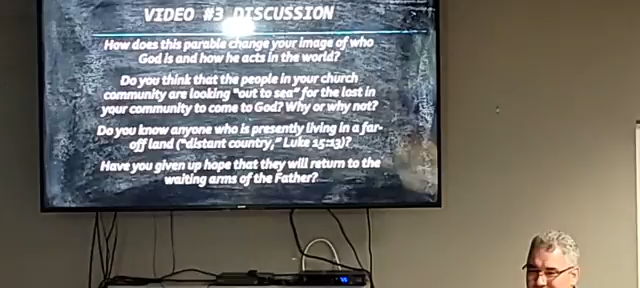 VIDEO #3 DISCUSSION
How does this parable change your image of who
God is and how he acts in the world?
Do you think that the people in your church
community are looking "out to sea" for the lost in
your community to come to God? Why or why not?
Do you know anyone who is presently living in a far-
off land ("distant country," Luke 15:13)?
Have you given up hope that they will return to the
waiting arms of the Father?